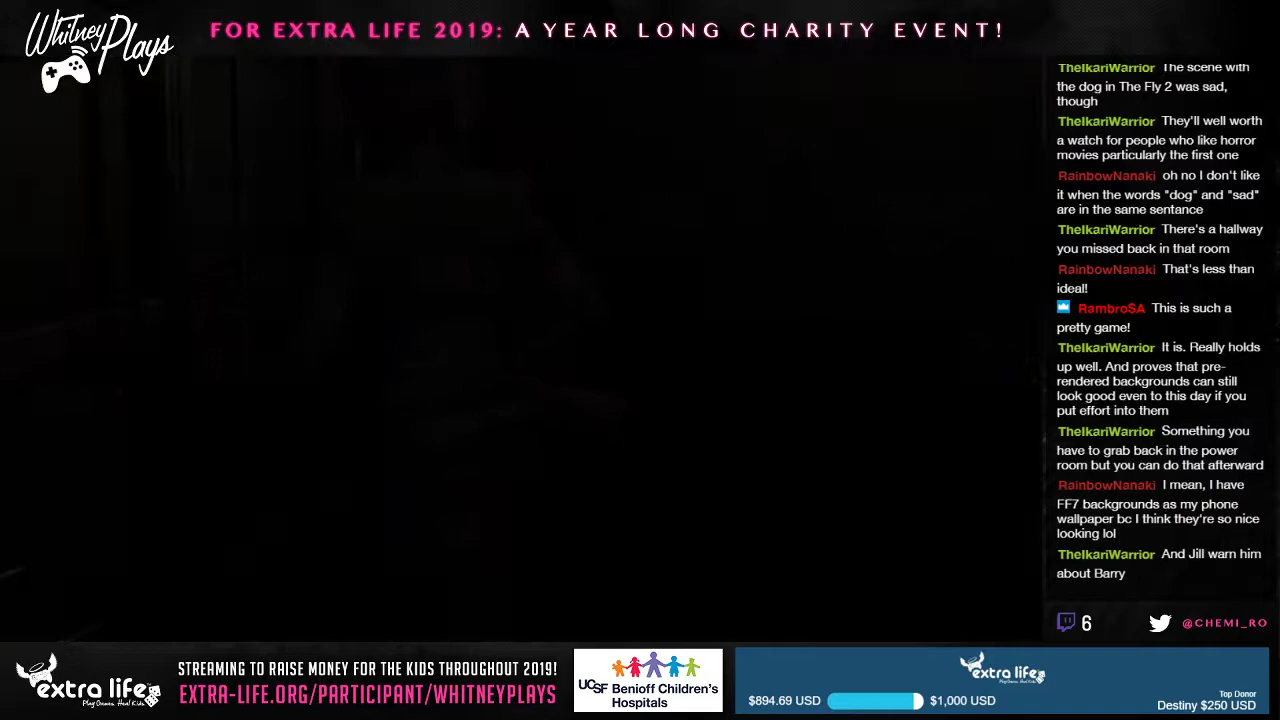 Whitney Plays
FOR EXTRA LIFE 2019: A YEAR LONG CHARITY EVENT!
TheIkariWarrior The scene with
the dog in The Fly 2 was sad,
though
TheIkariWarrior They'll well worth
a watch for people who like horror
movies particularly the first one
RainbowNanaki oh no I don't like
it when the words "dog" and "sad"
are in the same sentence
TheIkariWarrior There's a hallway
you missed back in that room
RainbowNanaki That's less than
ideal!
RambroSA This is such a
pretty game!
TheIkariWarrior It is. Really holds
up well. And proves that pre-
rendered backgrounds can still
look good even to this day if you
put effort into them
TheIkariWarrior Something you
have to grab back in the power
room but you can do that afterward
RainbowNanaki I mean, I have
FF7 backgrounds as my phone
wallpaper bc I think they're so nice
looking lol
TheIkariWarrior And Jill warn him
about Barry
6
@CHEMI_RO
extra life
Play Games. Heal Kids.
STREAMING TO RAISE MONEY FOR THE KIDS THROUGHOUT 2019!
EXTRA-LIFE.ORG/PARTICIPANT/WHITNEYPLAYS
UCSF Benioff Children's
Hospitals
extra life
Play Games. Heal Kids.
$894.69 USD
$1,000 USD
Top Donor
Destiny $250 USD